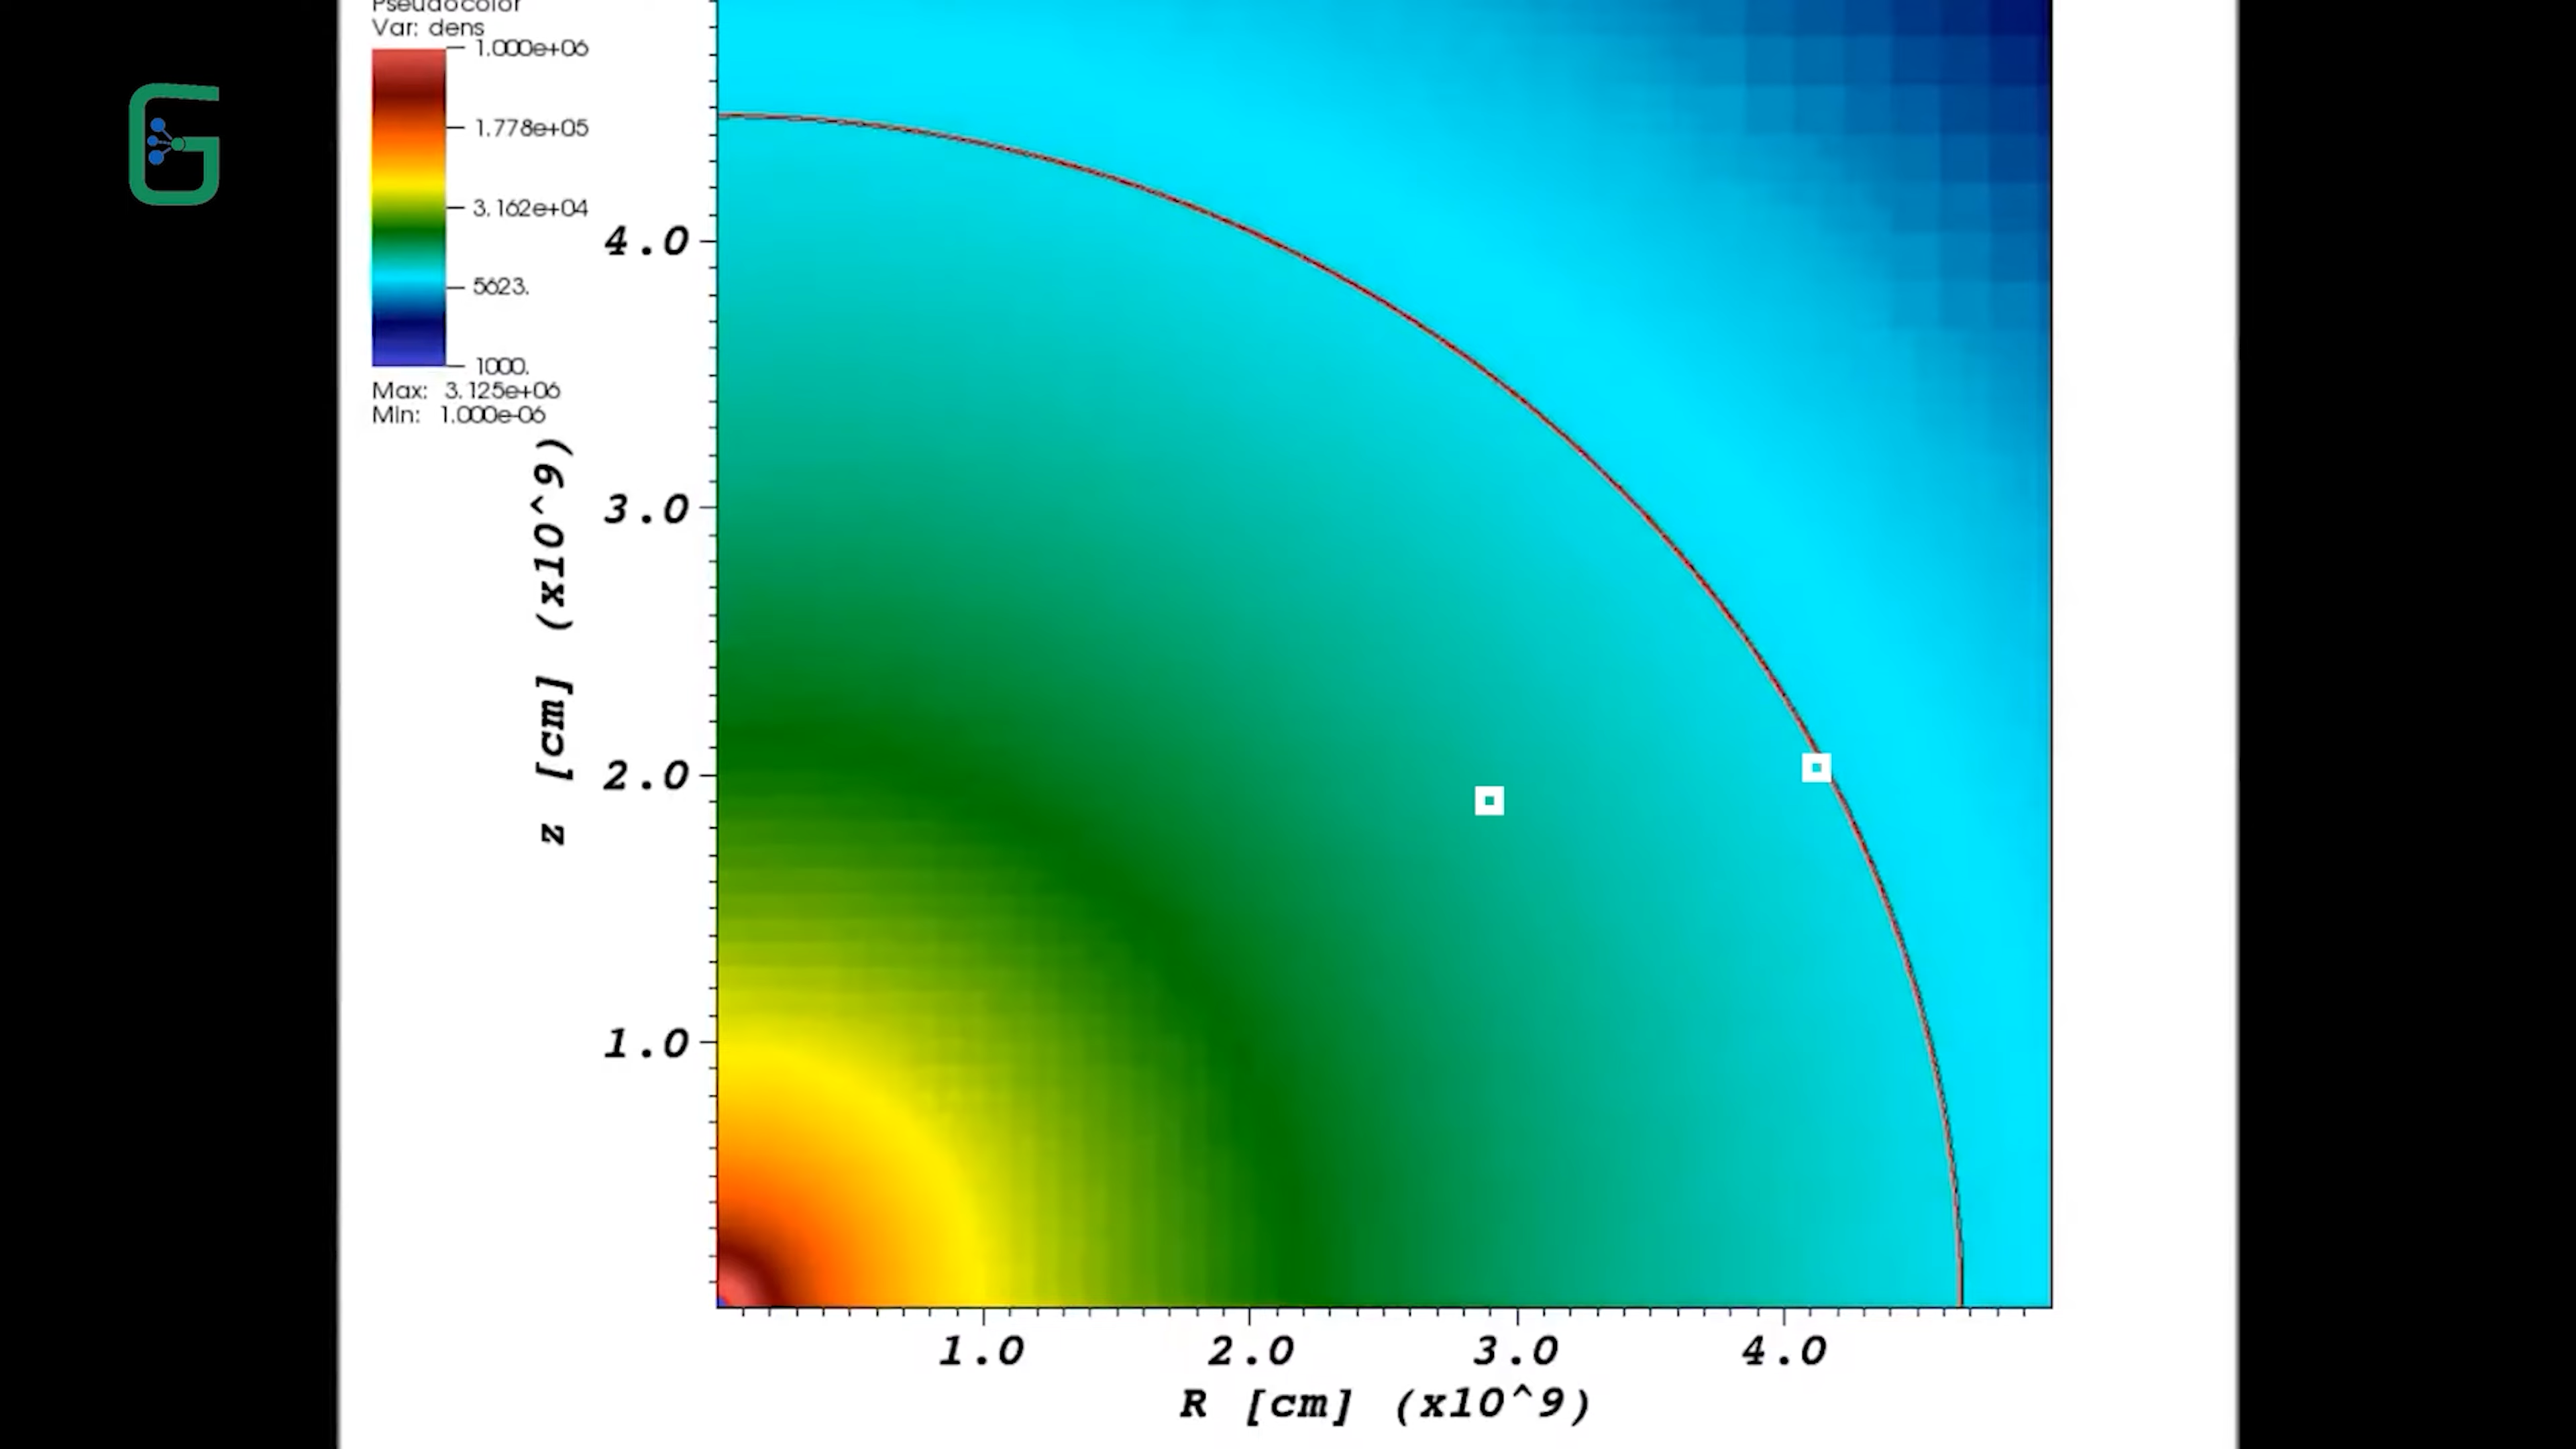 Pseudocolor
Var: dens
1.000e+06
1.778e+05
3.162e+04
5623.
1000.
Max: 3.125e+06
Min: 1.000e-06
z [cm] (x10^9)
4.0
3.0
2.0
1.0
1.0 2.0 3.0 4.0
R [cm] (x10^9)
G